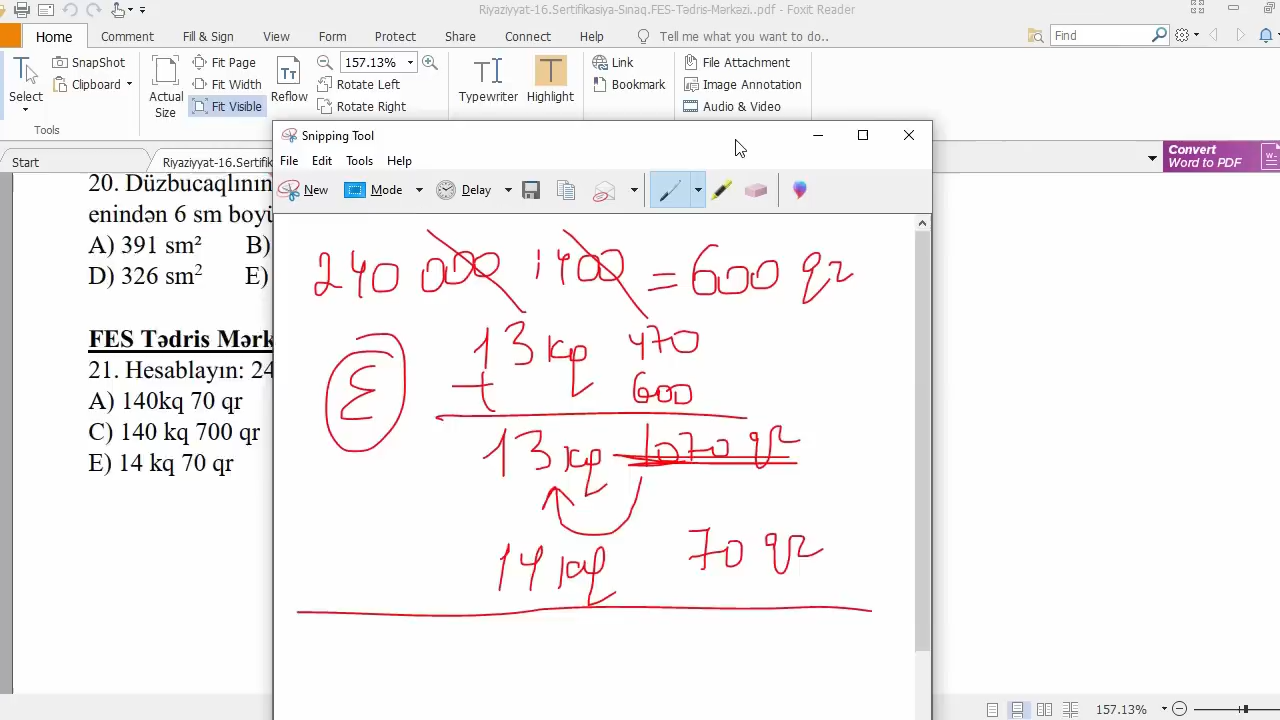 Riyaziyyat-16.Sertifikasiya-Sınaq.FES-Tədris-Mərkəzi..pdf - Foxit Reader
Home Comment Fill & Sign View Form Protect Share Connect Help Tell me what you want to do.. Find
Select
Tools
SnapShot
Clipboard
Actual Size
Fit Page
Fit Width
Fit Visible
Reflow
157.13%
Rotate Left
Rotate Right
Typewriter
Highlight
Link
Bookmark
File Attachment
Image Annotation
Audio & Video
Start
Riyaziyyat-16.Sertifik
Convert
Word to PDF
20. Düzbucaqlının
enindən 6 sm boyü
A) 391 sm² B)
D) 326 sm² E)
FES Tədris Mərk
21. Hesablayın: 24
A) 140kq 70 qr
C) 140 kq 700 qr
E) 14 kq 70 qr
Snipping Tool
File Edit Tools Help
New Mode Delay
240 000 : 400 = 600 qr
13 kq 470
+ 600
E
13 kq 1070 qr
14 kq 70 qr
157.13%